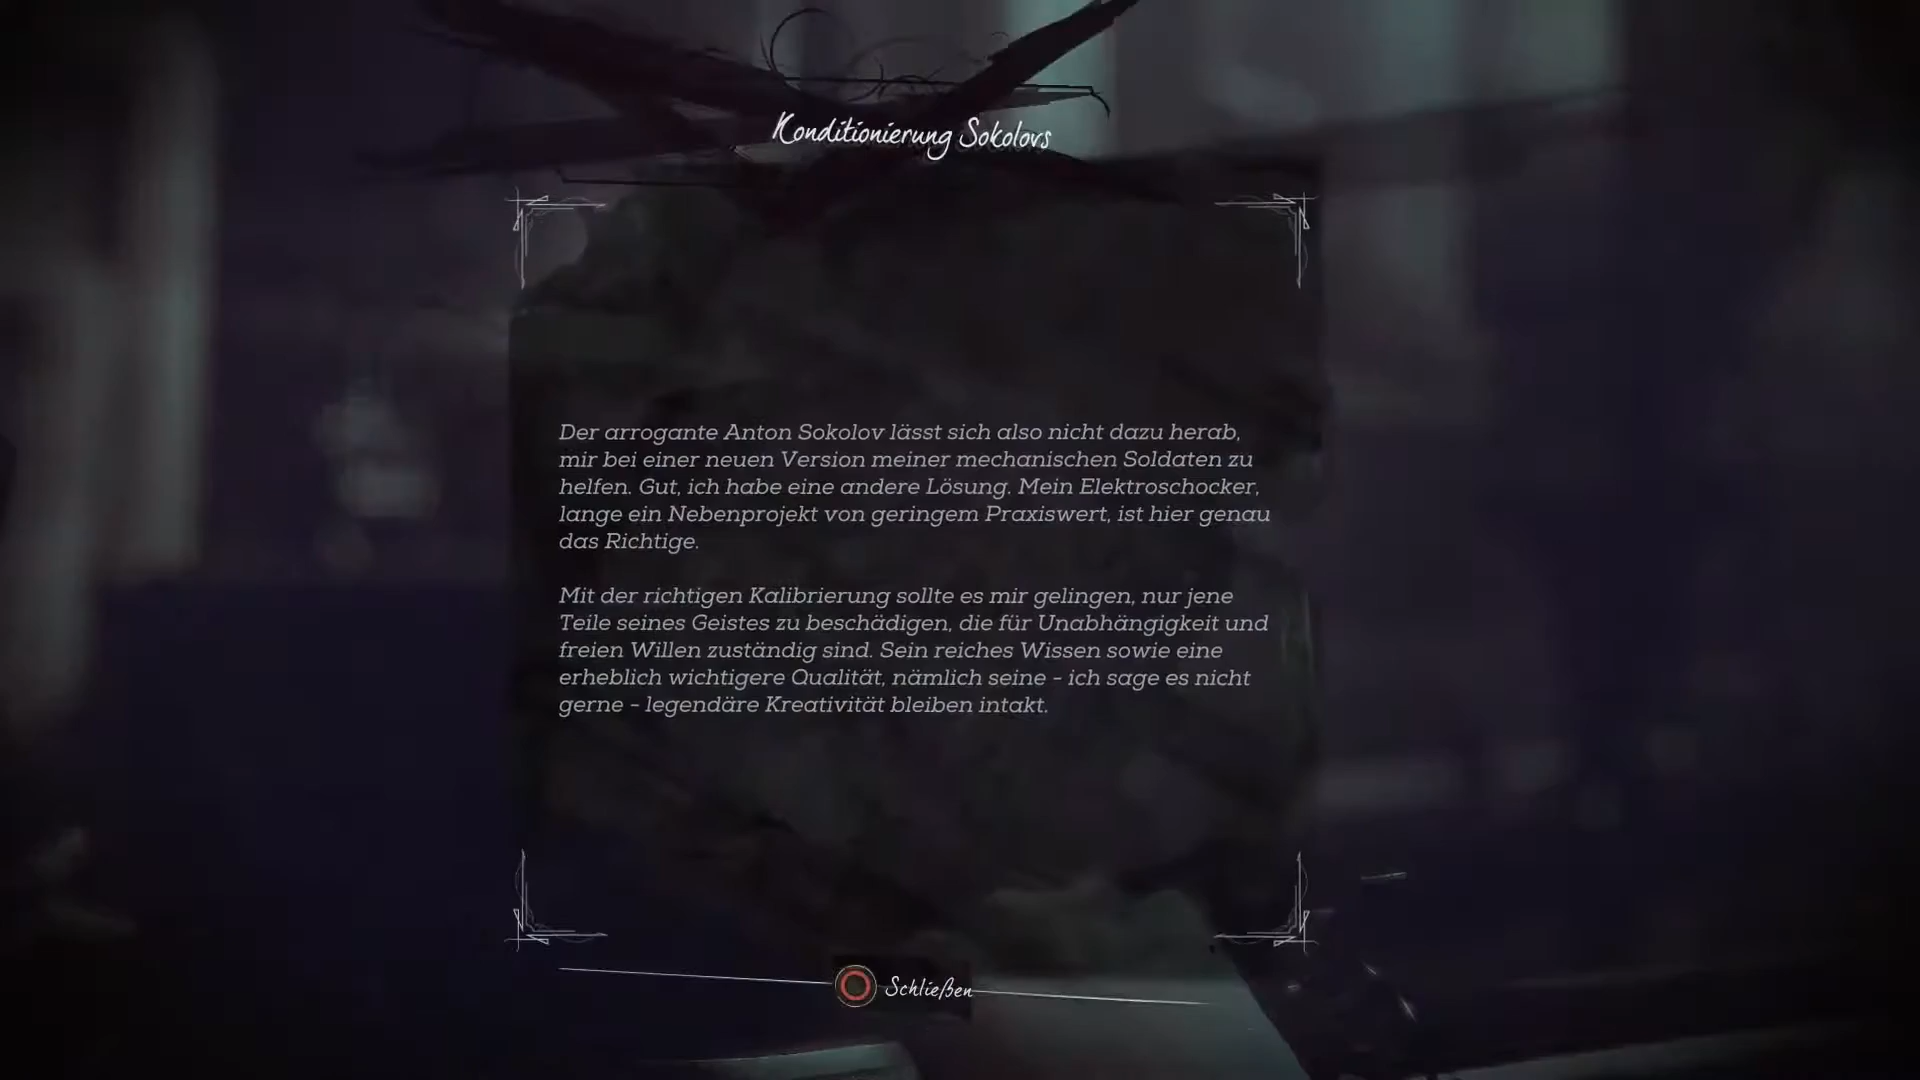 Konditionierung Sokolovs
Der arrogante Anton Sokolov lässt sich also nicht dazu herab,
mir bei einer neuen Version meiner mechanischen Soldaten zu
helfen. Gut, ich habe eine andere Lösung. Mein Elektroschocker,
lange ein Nebenprojekt von geringem Praxiswert, ist hier genau
das Richtige.
Mit der richtigen Kalibrierung sollte es mir gelingen, nur jene
Teile seines Geistes zu beschädigen, die für Unabhängigkeit und
freien Willen zuständig sind. Sein reiches Wissen sowie eine
erheblich wichtigere Qualität, nämlich seine - ich sage es nicht
gerne - legendäre Kreativität bleiben intakt.
Schließen